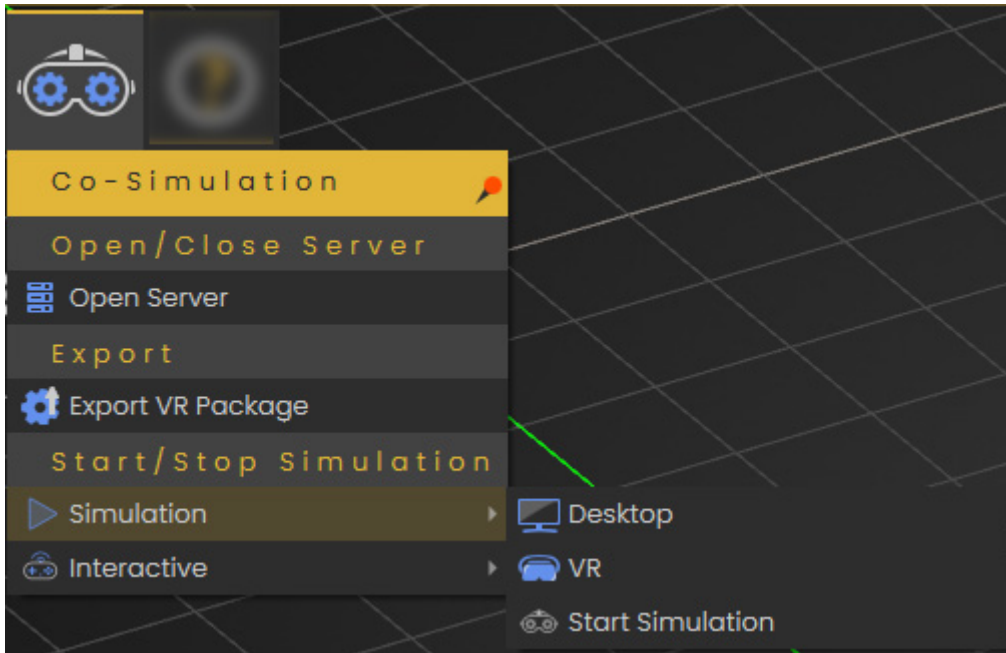 Co-Simulation
Open/Close Server
Open Server
Export
Export VR Package
Start/Stop Simulation
Simulation
Desktop
Interactive
VR
Start Simulation